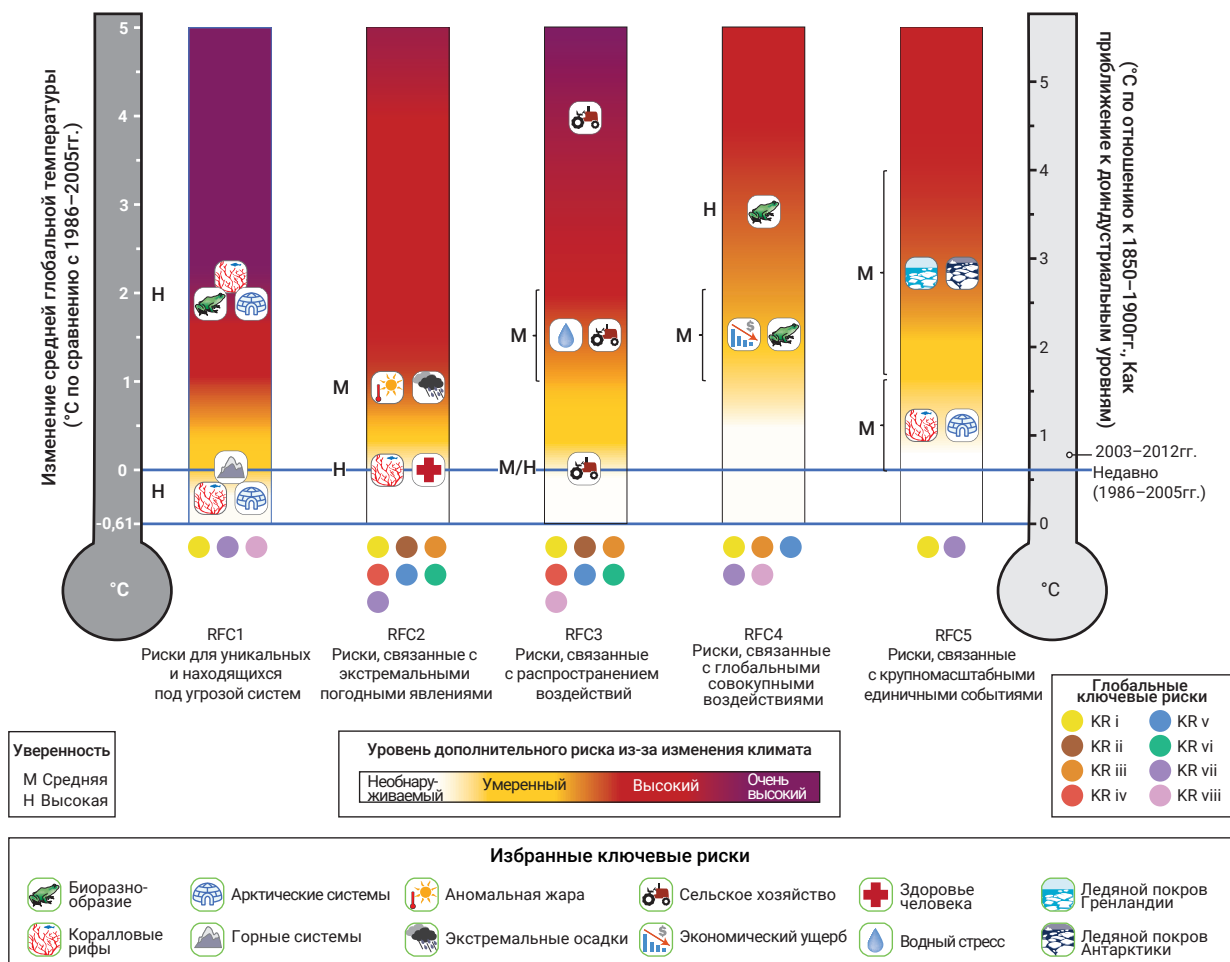 Изменение средней глобальной температуры
(°C по сравнению с 1986–2005гг.)
5
4
3
2
1
0
-0,61
°C
H
H
M
H
M
M/H
H
M
M
M
5
4
3
2
1
0
°C
(°C по отношению к 1850–1900гг., Как
приближение к доиндустриальным уровням)
2003–2012гг.
Недавно
(1986–2005гг.)
RFC1
Риски для уникальных
и находящихся
под угрозой систем
RFC2
Риски, связанные с
экстремальными
погодными явлениями
RFC3
Риски, связанные
с распространением
воздействий
RFC4
Риски, связанные
с глобальными
совокупными
воздействиями
RFC5
Риски, связанные
с крупномасштабными
единичными событиями
Глобальные
ключевые риски
KR i
KR ii
KR iii
KR iv
KR v
KR vi
KR vii
KR viii
Уверенность
M Средняя
H Высокая
Уровень дополнительного риска из-за изменения климата
Необнару-
живаемый
Умеренный
Высокий
Очень
высокий
Избранные ключевые риски
Биоразно-
образие
Арктические системы
Аномальная жара
Сельское хозяйство
Здоровье
человека
Ледяной покров
Гренландии
Коралловые
рифы
Горные системы
Экстремальные осадки
$
Экономический ущерб
Водный стресс
Ледяной покров
Антарктики